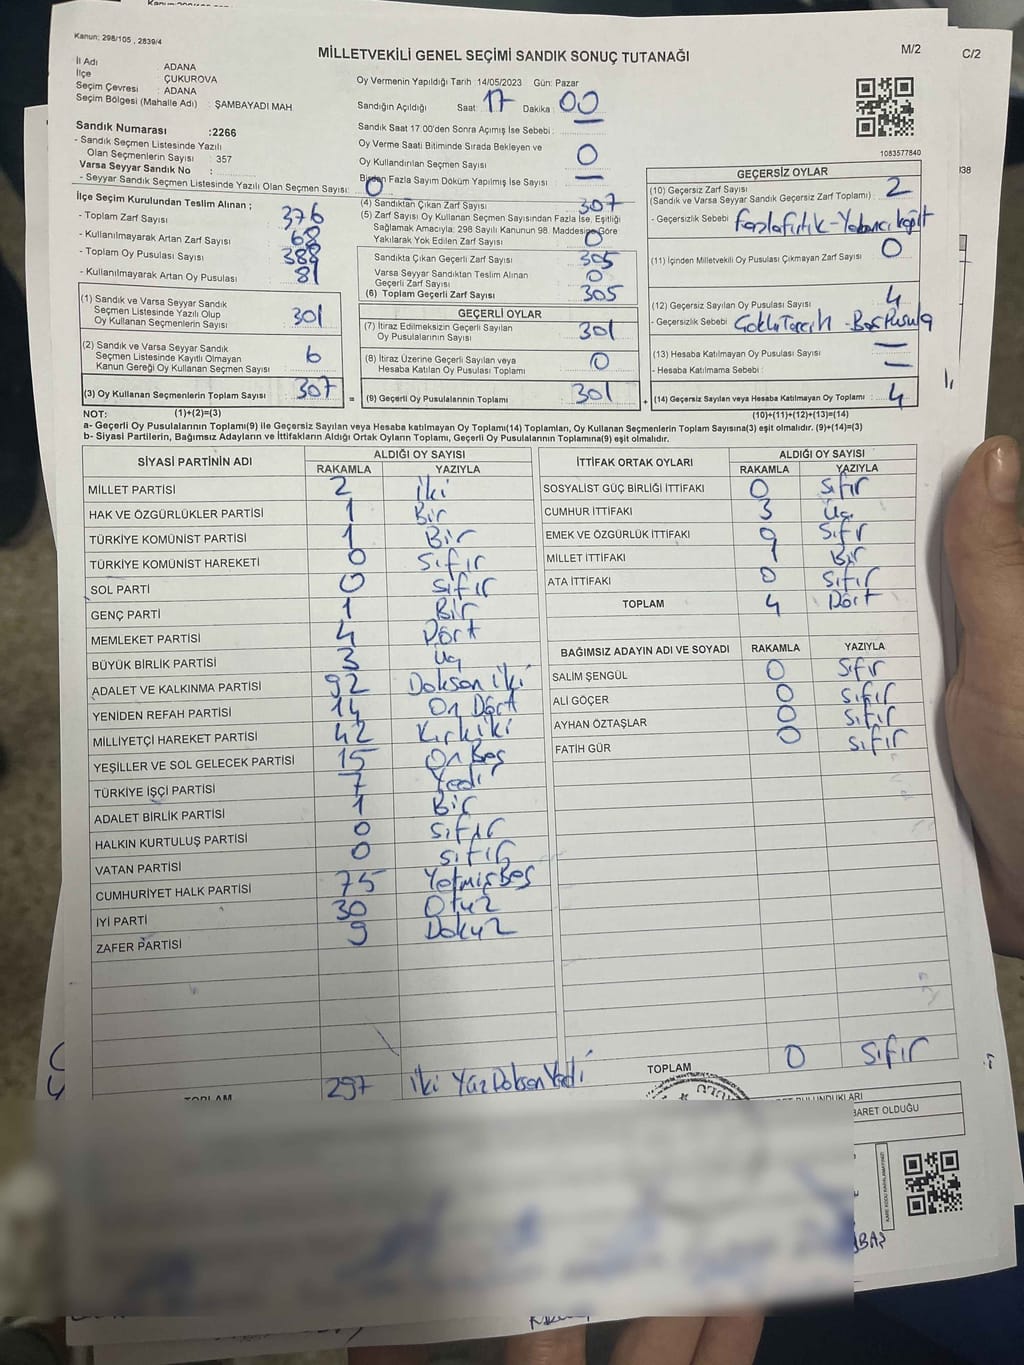 Kanun: 298/105 , 2839/4
MİLLETVEKİLİ GENEL SEÇİMİ SANDIK SONUÇ TUTANAĞI
M/2
C/2
İl Adı ADANA
İlçe ÇUKUROVA
Seçim Çevresi : ADANA
Seçim Bölgesi (Mahalle Adı) : ŞAMBAYADI MAH
Sandık Numarası :2266
- Sandık Seçmen Listesinde Yazılı
Olan Seçmenlerin Sayısı : 357
Varsa Seyyar Sandık No :
- Seyyar Sandık Seçmen Listesinde Yazılı Olan Seçmen Sayısı: 0
Oy Vermenin Yapıldığı Tarih :14/05/2023 Gün: Pazar
Sandığın Açıldığı Saat: 17 Dakika : 00
Sandık Saat 17.00'den Sonra Açımış İse Sebebi : —
Oy Verme Saati Bitiminde Sırada Bekleyen ve
Oy Kullandırılan Seçmen Sayısı 0
Birden Fazla Sayım Döküm Yapılmış İse Sayısı : —
1083577840
38
İlçe Seçim Kurulundan Teslim Alınan ;
- Toplam Zarf Sayısı : 376
- Kullanılmayarak Artan Zarf Sayısı :
- Toplam Oy Pusulası Sayısı : 388
- Kullanılmayarak Artan Oy Pusulası : 81
(4) Sandıktan Çıkan Zarf Sayısı : 307
(5) Zarf Sayısı Oy Kullanan Seçmen Sayısından Fazla İse, Eşitliği
Sağlamak Amacıyla; 298 Sayılı Kanunun 98. Maddesine Göre
Yakılarak Yok Edilen Zarf Sayısı : 0
Sandıkta Çıkan Geçerli Zarf Sayısı : 305
Varsa Seyyar Sandıktan Teslim Alınan
Geçerli Zarf Sayısı : 0
(6) Toplam Geçerli Zarf Sayısı : 305
GEÇERSİZ OYLAR
(10) Geçersiz Zarf Sayısı
(Sandık ve Varsa Seyyar Sandık Geçersiz Zarf Toplamı) : 2
- Geçersizlik Sebebi :
(11) İçinden Milletvekili Oy Pusulası Çıkmayan Zarf Sayısı : 0
(12) Geçersiz Sayılan Oy Pusulası Sayısı : 4
- Geçersizlik Sebebi Çoklu Tercih - Boş Pusula
(13) Hesaba Katılmayan Oy Pusulası Sayısı : —
- Hesaba Katılmama Sebebi : —
(14) Geçersiz Sayılan veya Hesaba Katılmayan Oy Toplamı : 4
(10)+(11)+(12)+(13)=(14)
(1) Sandık ve Varsa Seyyar Sandık
Seçmen Listesinde Yazılı Olup
Oy Kullanan Seçmenlerin Sayısı : 301
(2) Sandık ve Varsa Seyyar Sandık
Seçmen Listesinde Kayıtlı Olmayan
Kanun Gereği Oy Kullanan Seçmen Sayısı : 6
(3) Oy Kullanan Seçmenlerin Toplam Sayısı : 307
(1)+(2)=(3)
GEÇERLİ OYLAR
(7) İtiraz Edilmeksizin Geçerli Sayılan
Oy Pusulalarının Sayısı : 301
(8) İtiraz Üzerine Geçerli Sayılan veya
Hesaba Katılan Oy Pusulası Toplamı : 0
= (9) Geçerli Oy Pusulalarının Toplamı : 301 +
NOT:
a- Geçerli Oy Pusulalarının Toplamı(9) ile Geçersiz Sayılan veya Hesaba katılmayan Oy Toplamı(14) Toplamları, Oy Kullanan Seçmenlerin Toplam Sayısına(3) eşit olmalıdır. (9)+(14)=(3)
b- Siyasi Partilerin, Bağımsız Adayların ve İttifakların Aldığı Ortak Oyların Toplamı, Geçerli Oy Pusulalarının Toplamına(9) eşit olmalıdır.
SİYASİ PARTİNİN ADI ALDIĞI OY SAYISI
RAKAMLA YAZIYLA
MİLLET PARTİSİ 2 iki
HAK VE ÖZGÜRLÜKLER PARTİSİ 1 Bir
TÜRKİYE KOMÜNİST PARTİSİ 1 Bir
TÜRKİYE KOMÜNİST HAREKETİ 0 Sıfır
SOL PARTİ 0 Sıfır
GENÇ PARTİ 1 Bir
MEMLEKET PARTİSİ 4 Dört
BÜYÜK BİRLİK PARTİSİ 3 Üç
ADALET VE KALKINMA PARTİSİ 92 Doksan iki
YENİDEN REFAH PARTİSİ 14 On Dört
MİLLİYETÇİ HAREKET PARTİSİ 42 Kırkiki
YEŞİLLER VE SOL GELECEK PARTİSİ 15 On Beş
TÜRKİYE İŞÇİ PARTİSİ 7 Yedi
ADALET BİRLİK PARTİSİ 1 Bir
HALKIN KURTULUŞ PARTİSİ 0 Sıfır
VATAN PARTİSİ 0 Sıfır
CUMHURİYET HALK PARTİSİ 75 YetmişBeş
İYİ PARTİ 30 Otuz
ZAFER PARTİSİ 9 Dokuz
TOPLAM 297 iki Yüz Doksan Yedi
İTTİFAK ORTAK OYLARI ALDIĞI OY SAYISI
RAKAMLA YAZIYLA
SOSYALİST GÜÇ BİRLİĞİ İTTİFAKI 0 Sıfır
CUMHUR İTTİFAKI 3 Üç
EMEK VE ÖZGÜRLÜK İTTİFAKI 0 Sıfır
MİLLET İTTİFAKI 1 Bir
ATA İTTİFAKI 0 Sıfır
TOPLAM 4 Dört
BAĞIMSIZ ADAYIN ADI VE SOYADI RAKAMLA YAZIYLA
SALİM ŞENGÜL 0 Sıfır
ALİ GÖÇER 0 Sıfır
AYHAN ÖZTAŞLAR 0 Sıfır
FATİH GÜR 0 Sıfır
TOPLAM 0 Sıfır
BARET OLDUĞU